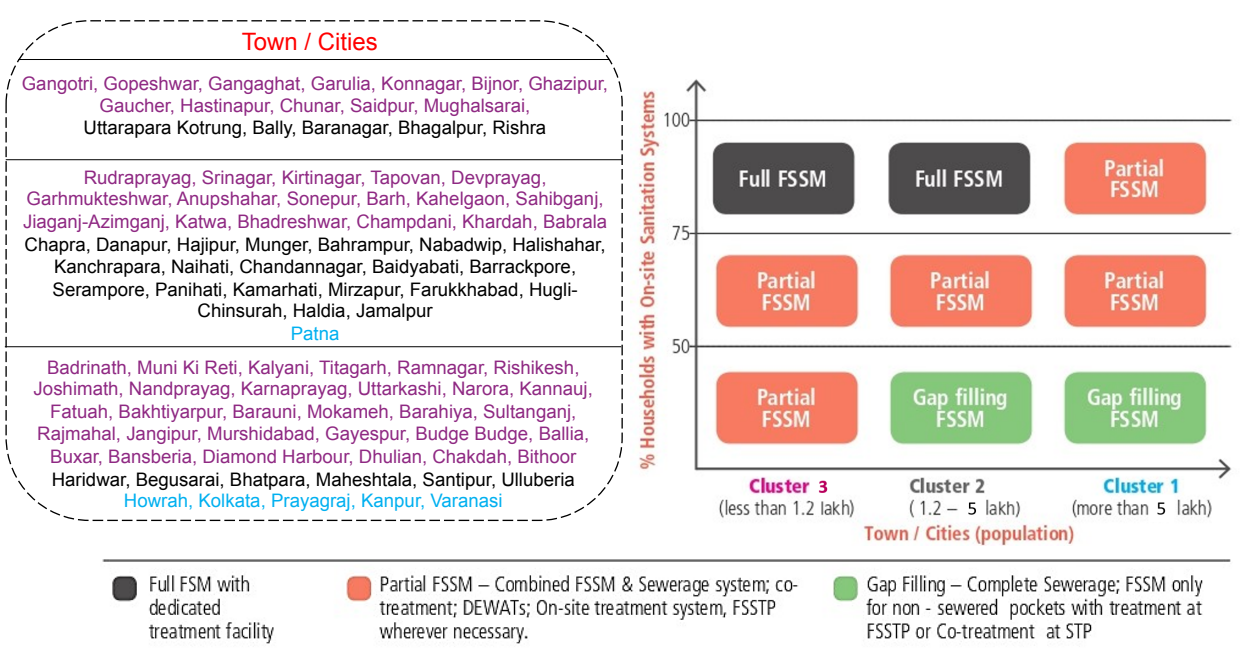 Town / Cities
Gangotri, Gopeshwar, Gangaghat, Garulia, Konnagar, Bijnor, Ghazipur,
Gaucher, Hastinapur, Chunar, Saidpur, Mughalsarai,
Uttarapara Kotrung, Bally, Baranagar, Bhagalpur, Rishra
Rudraprayag, Srinagar, Kirtinagar, Tapovan, Devprayag,
Garhmukteshwar, Anupshahar, Sonepur, Barh, Kahelgaon, Sahibganj,
Jiaganj-Azimganj, Katwa, Bhadreshwar, Champdani, Khardah, Babrala
Chapra, Danapur, Hajipur, Munger, Bahrampur, Nabadwip, Halishahar,
Kanchrapara, Naihati, Chandannagar, Baidyabati, Barrackpore,
Serampore, Panihati, Kamarhati, Mirzapur, Farukkhabad, Hugli-
Chinsurah, Haldia, Jamalpur
Patna
Badrinath, Muni Ki Reti, Kalyani, Titagarh, Ramnagar, Rishikesh,
Joshimath, Nandprayag, Karnaprayag, Uttarkashi, Narora, Kannauj,
Fatuah, Bakhtiyarpur, Barauni, Mokameh, Barahiya, Sultanganj,
Rajmahal, Jangipur, Murshidabad, Gayespur, Budge Budge, Ballia,
Buxar, Bansberia, Diamond Harbour, Dhulian, Chakdah, Bithoor
Haridwar, Begusarai, Bhatpara, Maheshtala, Santipur, Ulluberia
Howrah, Kolkata, Prayagraj, Kanpur, Varanasi
% Households with On-site Sanitation Systems
100
75
50
Full FSSM
Full FSSM
Partial
FSSM
Partial
FSSM
Partial
FSSM
Partial
FSSM
Partial
FSSM
Gap filling
FSSM
Gap filling
FSSM
Cluster 3
(less than 1.2 lakh)
Cluster 2
( 1.2 – 5 lakh)
Cluster 1
(more than 5 lakh)
Town / Cities (population)
Full FSM with
dedicated
treatment facility
Partial FSSM – Combined FSSM & Sewerage system; co-
treatment; DEWATs; On-site treatment system, FSSTP
wherever necessary.
Gap Filling – Complete Sewerage; FSSM only
for non - sewered pockets with treatment at
FSSTP or Co-treatment at STP